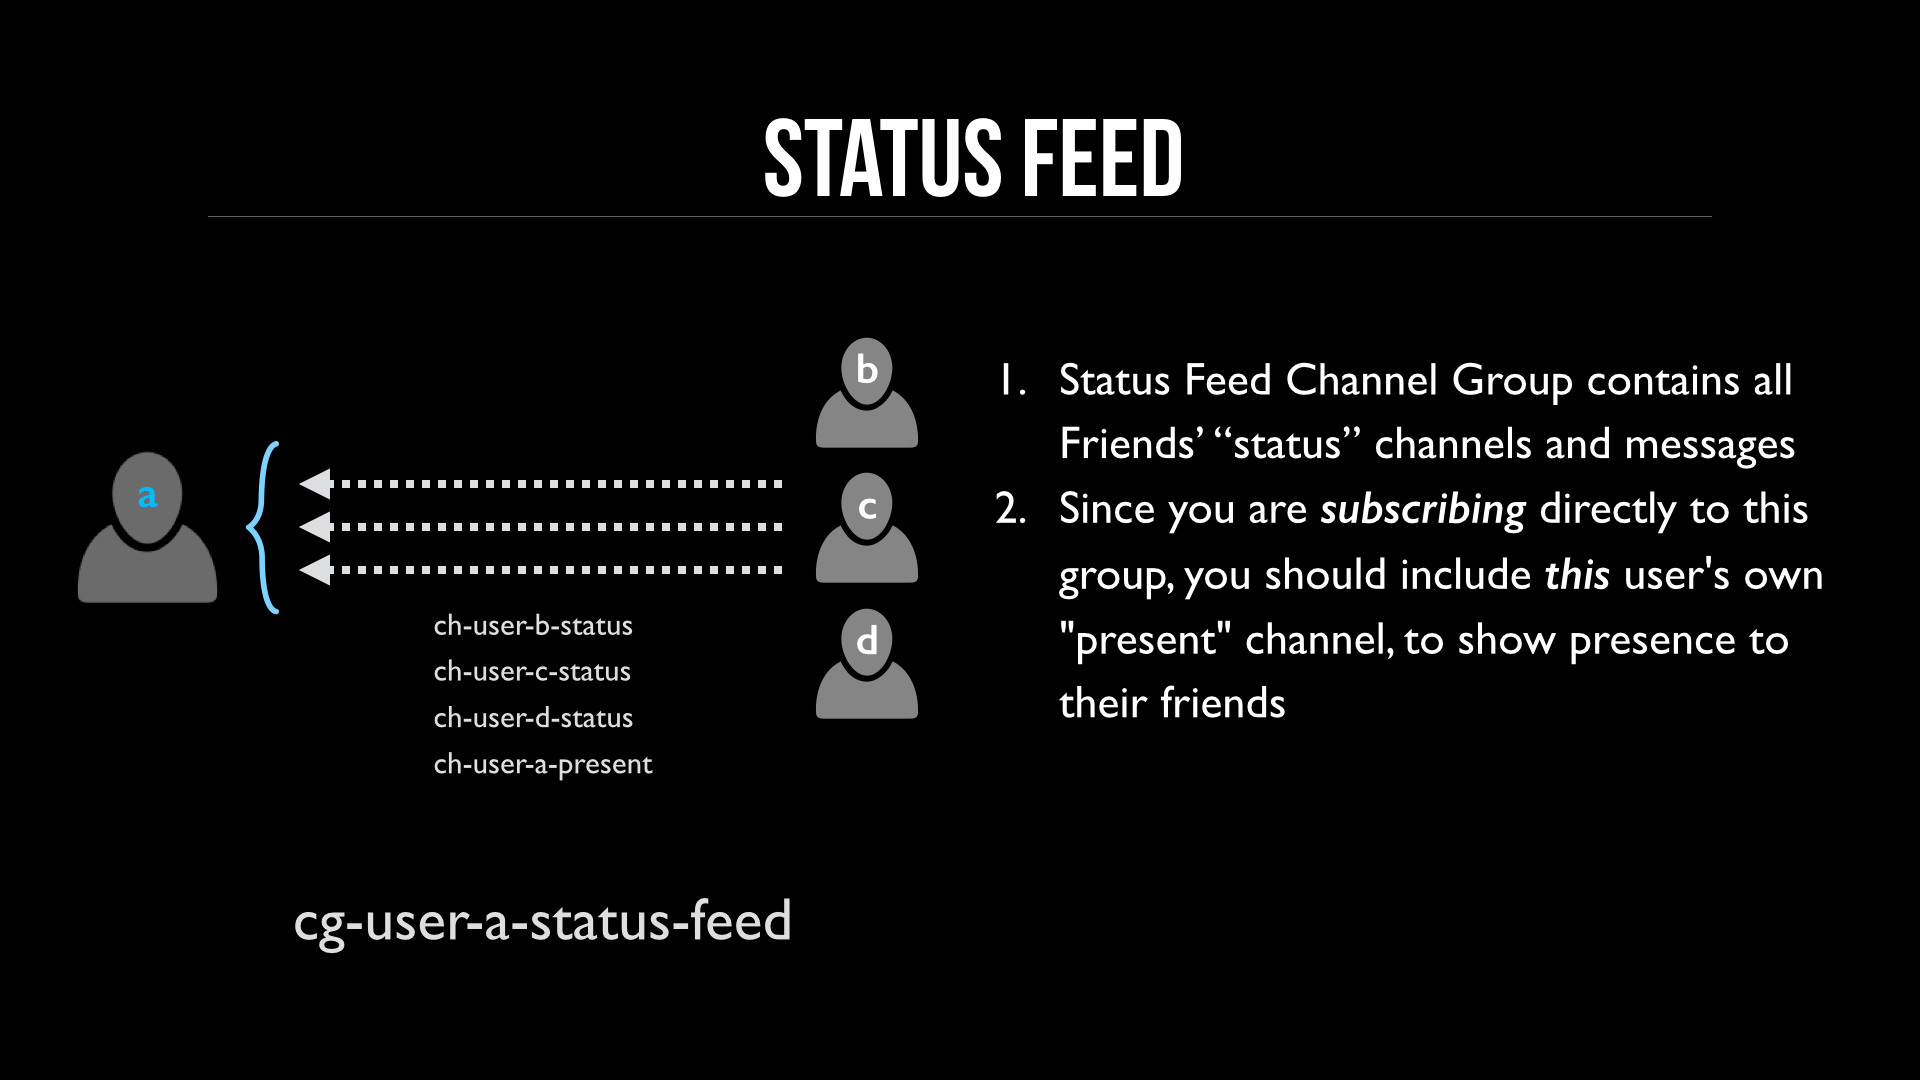 STATUS FEED
a
b
c
d
ch-user-b-status
ch-user-c-status
ch-user-d-status
ch-user-a-present
cg-user-a-status-feed
1. Status Feed Channel Group contains all
Friends’ “status” channels and messages
2. Since you are subscribing directly to this
group, you should include this user's own
"present" channel, to show presence to
their friends